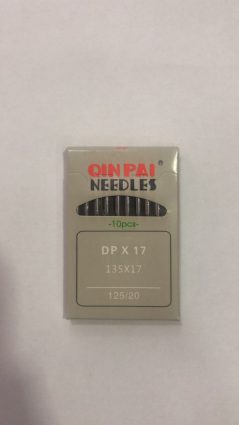 QIN PAI ®
NEEDLES
-10pcs-
DP X 17
135X17
125/20